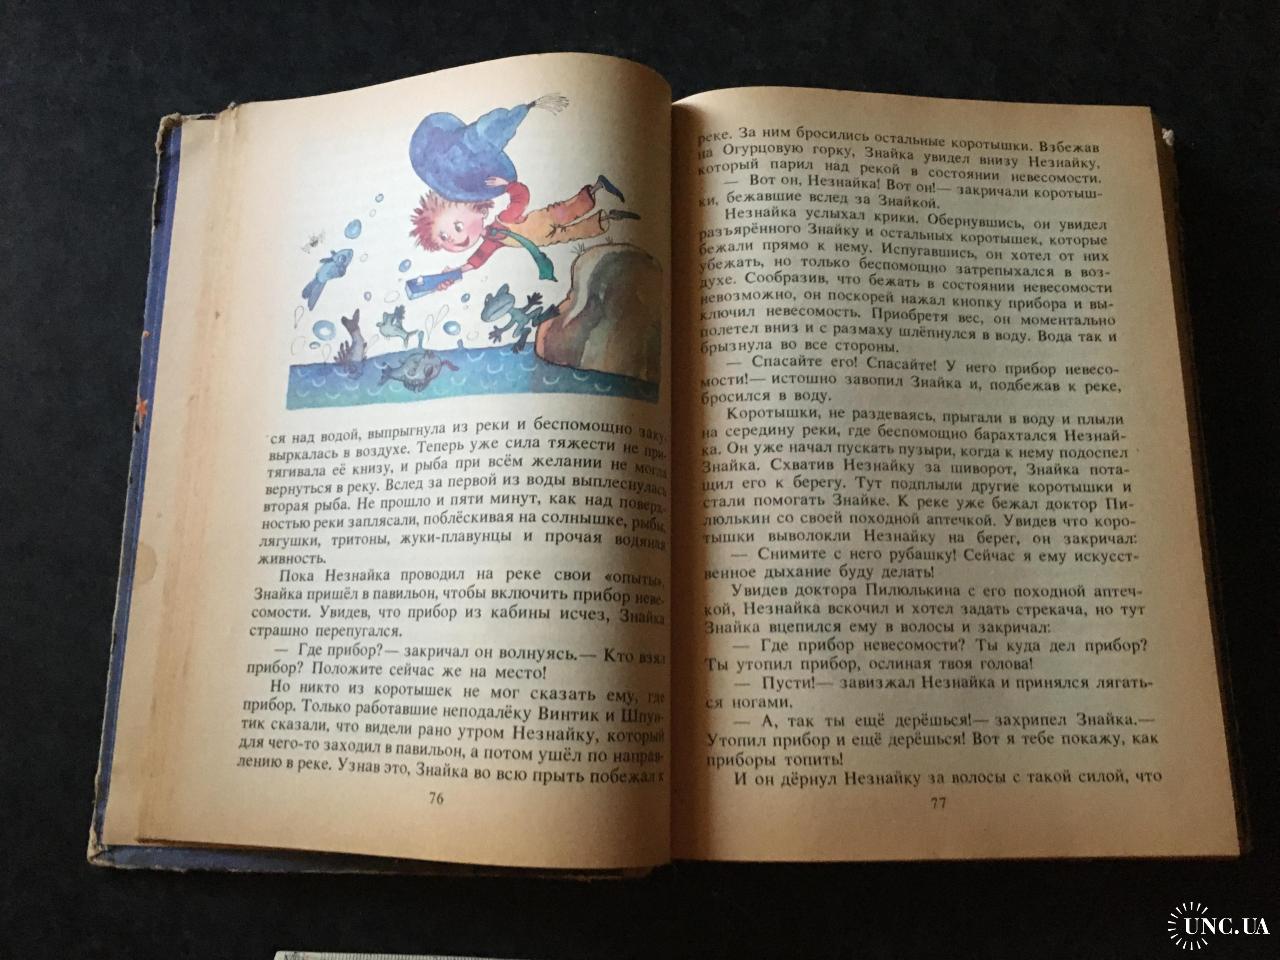 ся над водой, выпрыгнула из реки и беспомощно заку-
выркалась в воздухе. Теперь уже сила тяжести не при-
тягивала её книзу, и рыба при всём желании не могла
вернуться в реку. Вслед за первой из воды выплеснулась
вторая рыба. Не прошло и пяти минут, как над поверх-
ностью реки заплясали, поблёскивая на солнышке, рыбы,
лягушки, тритоны, жуки-плавунцы и прочая водяная
живность.
Пока Незнайка проводил на реке свои «опыты»,
Знайка пришёл в павильон, чтобы включить прибор неве-
сомости. Увидев, что прибор из кабины исчез, Знайка
страшно перепугался.
— Где прибор?— закричал он волнуясь.— Кто взял
прибор? Положите сейчас же на место!
Но никто из коротышек не мог сказать ему, где
прибор. Только работавшие неподалёку Винтик и Шпун-
тик сказали, что видели рано утром Незнайку, который
для чего-то заходил в павильон, а потом ушёл по направ-
лению в реке. Узнав это, Знайка во всю прыть побежал к
76
реке. За ним бросились остальные коротышки. Взбежав
на Огурцовую горку, Знайка увидел внизу Незнайку,
который парил над рекой в состоянии невесомости.
— Вот он, Незнайка! Вот он!— закричали коротыш-
ки, бежавшие вслед за Знайкой.
Незнайка услыхал крики. Обернувшись, он увидел
разъярённого Знайку и остальных коротышек, которые
бежали прямо к нему. Испугавшись, он хотел от них
убежать, но только беспомощно затрепыхался в воз-
духе. Сообразив, что бежать в состоянии невесомости
невозможно, он поскорей нажал кнопку прибора и вы-
ключил невесомость. Приобретя вес, он моментально
полетел вниз и с размаху шлёпнулся в воду. Вода так и
брызнула во все стороны.
— Спасайте его! Спасайте! У него прибор невесо-
мости!— истошно завопил Знайка и, подбежав к реке,
бросился в воду.
Коротышки, не раздеваясь, прыгали в воду и плыли
на середину реки, где беспомощно барахтался Незнай-
ка. Он уже начал пускать пузыри, когда к нему подоспел
Знайка. Схватив Незнайку за шиворот, Знайка пота-
щил его к берегу. Тут подплыли другие коротышки и
стали помогать Знайке. К реке уже бежал доктор Пи-
люлькин со своей походной аптечкой. Увидев что коро-
тышки выволокли Незнайку на берег, он закричал:
— Снимите с него рубашку! Сейчас я ему искусст-
венное дыхание буду делать!
Увидев доктора Пилюлькина с его походной аптеч-
кой, Незнайка вскочил и хотел задать стрекача, но тут
Знайка вцепился ему в волосы и закричал:
— Где прибор невесомости? Ты куда дел прибор?
Ты утопил прибор, ослиная твоя голова!
— Пусти!— завизжал Незнайка и принялся лягать-
ся ногами.
— А, так ты ещё дерёшься!— захрипел Знайка.—
Утопил прибор и ещё дерёшься! Вот я тебе покажу, как
приборы топить!
И он дёрнул Незнайку за волосы с такой силой, что
77
UNC.UA